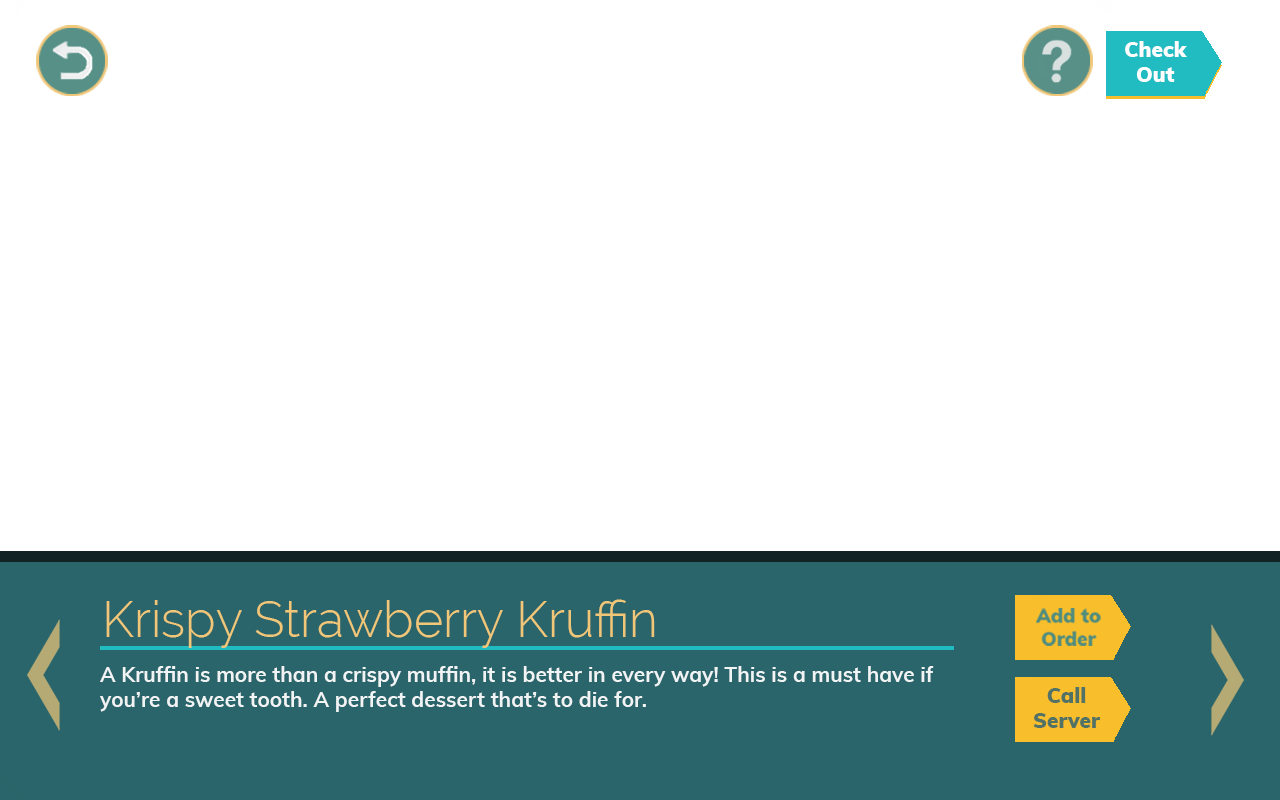 ?
Check
Out
Krispy Strawberry Kruffin
A Kruffin is more than a crispy muffin, it is better in every way! This is a must have if
you’re a sweet tooth. A perfect dessert that’s to die for.
Add to
Order
Call
Server